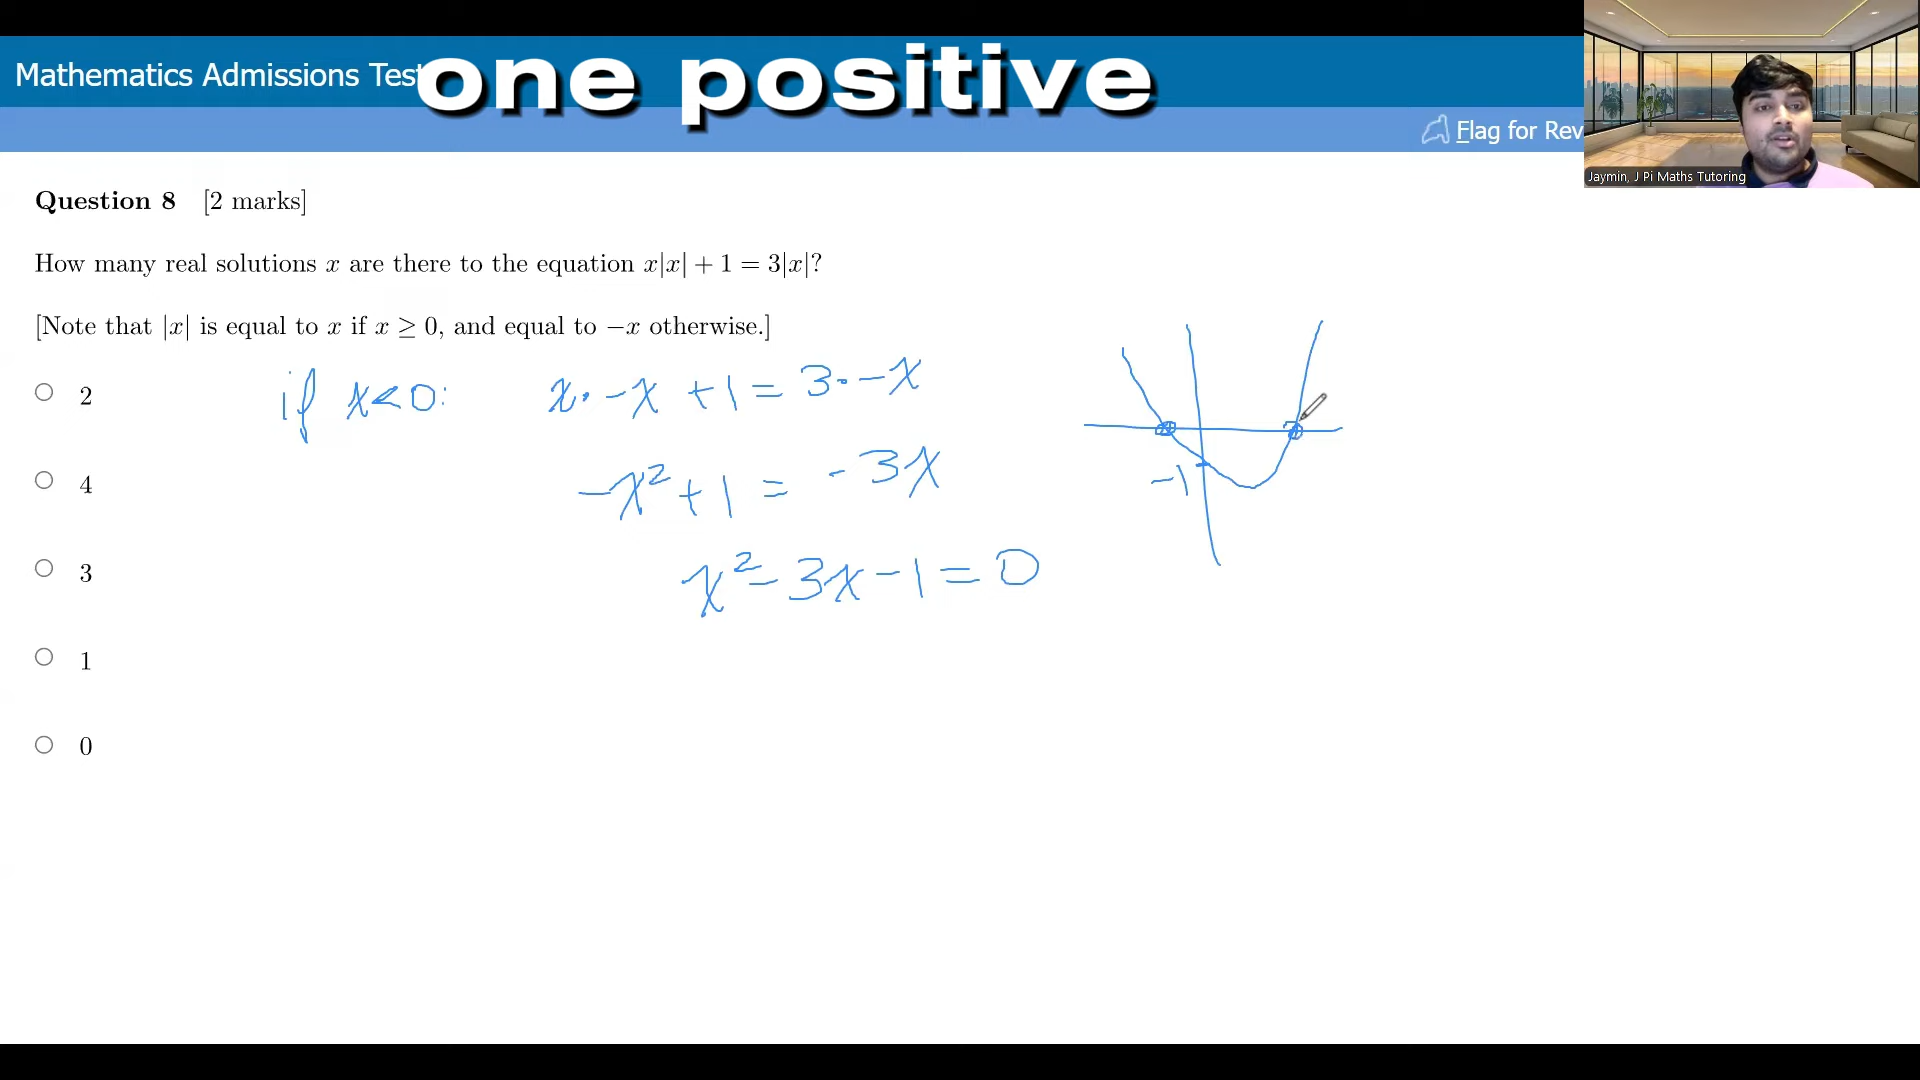 Mathematics Admissions Test
one positive
Flag for Rev
Jaymin, J Pi Maths Tutoring
Question 8 [2 marks]
How many real solutions x are there to the equation x|x| + 1 = 3|x|?
[Note that |x| is equal to x if x ≥ 0, and equal to −x otherwise.]
if x<0: x·-x +1 = 3·-x
-x²+1 = -3x
x²-3x-1=0
-1
2
4
3
1
0